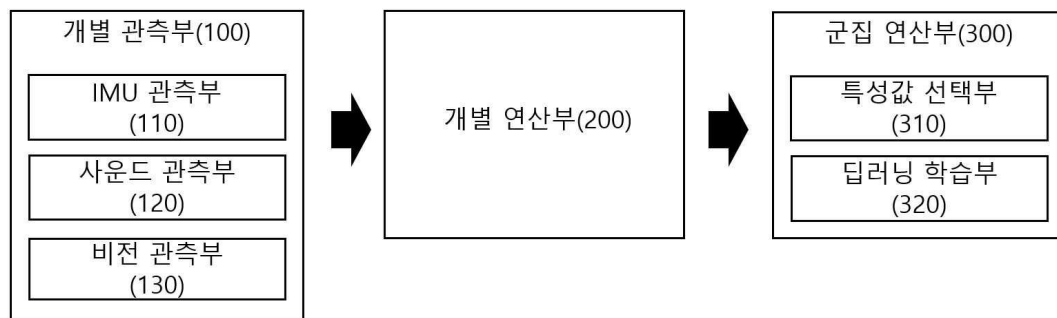 개별 관측부(100)
IMU 관측부
(110)
사운드 관측부
(120)
비전 관측부
(130)
개별 연산부(200)
군집 연산부(300)
특성값 선택부
(310)
딥러닝 학습부
(320)